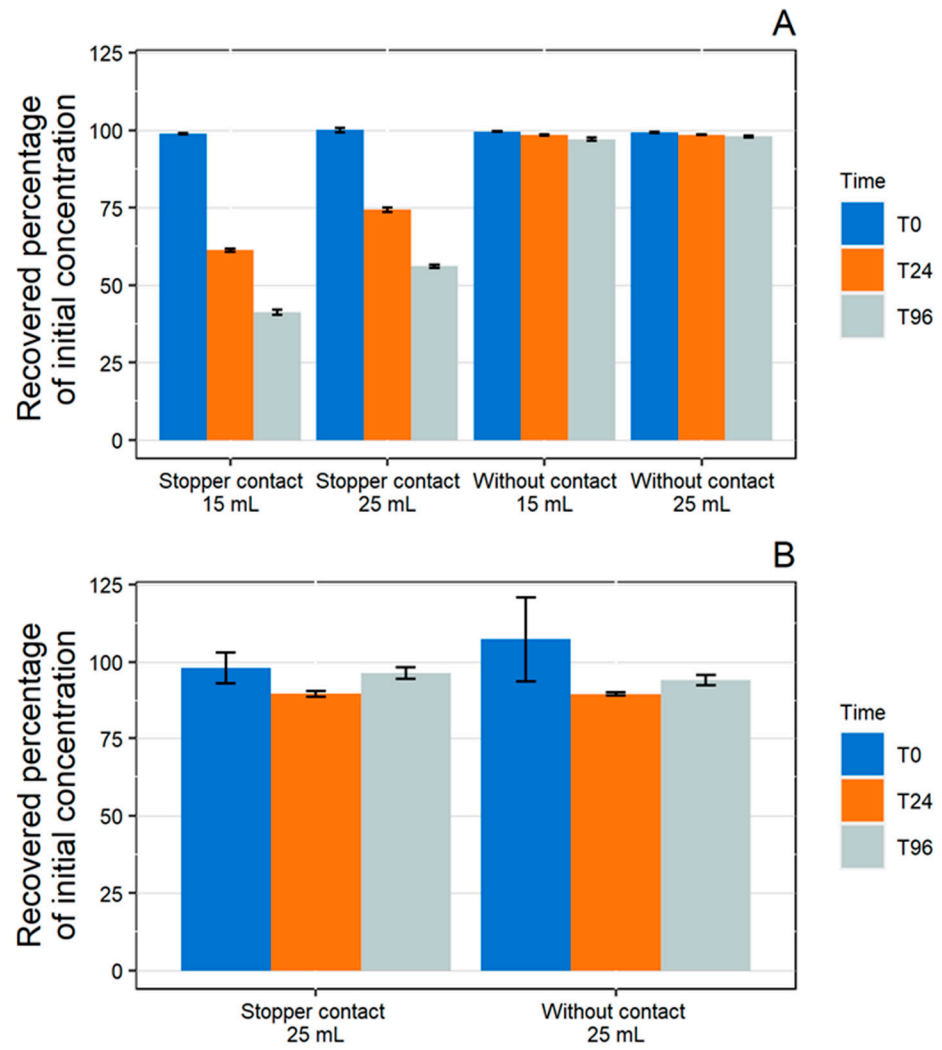 A
125
100
75
50
25
0
Recovered percentage
of initial concentration
Stopper contact
15 mL
Stopper contact
25 mL
Without contact
15 mL
Without contact
25 mL
Time
T0
T24
T96
B
125
100
75
50
25
0
Recovered percentage
of initial concentration
Stopper contact
25 mL
Without contact
25 mL
Time
T0
T24
T96